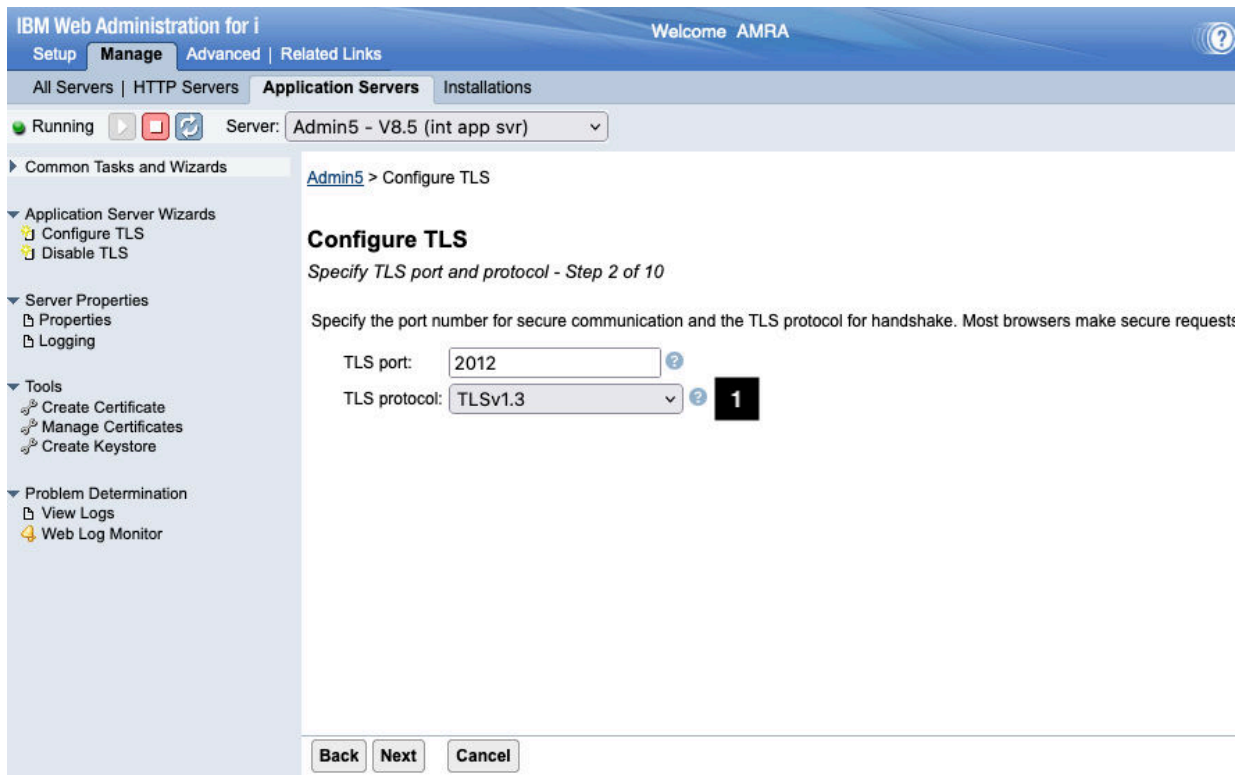 IBM Web Administration for i
Welcome AMRA
Setup Manage Advanced | Related Links
All Servers | HTTP Servers Application Servers Installations
Running Server: Admin5 - V8.5 (int app svr)
Common Tasks and Wizards
Application Server Wizards
Configure TLS
Disable TLS
Server Properties
Properties
Logging
Tools
Create Certificate
Manage Certificates
Create Keystore
Problem Determination
View Logs
Web Log Monitor
Admin5 > Configure TLS
Configure TLS
Specify TLS port and protocol - Step 2 of 10
Specify the port number for secure communication and the TLS protocol for handshake. Most browsers make secure requests
TLS port: 2012 ?
TLS protocol: TLSv1.3 ? 1
Back Next Cancel